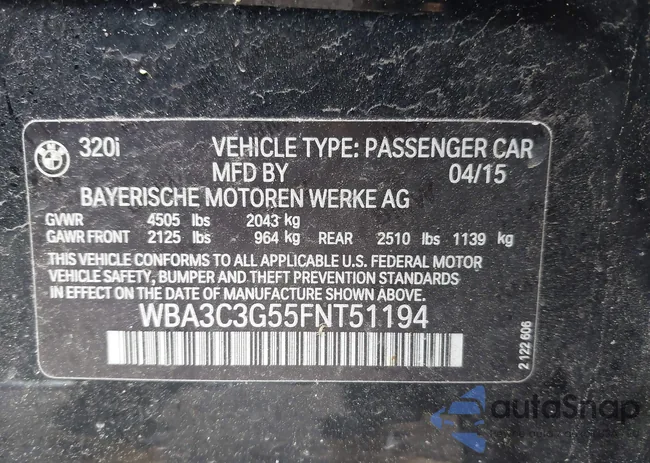 320i VEHICLE TYPE: PASSENGER CAR
MFD BY 04/15
BAYERISCHE MOTOREN WERKE AG
GVWR 4505 lbs 2043 kg
GAWR FRONT 2125 lbs 964 kg REAR 2510 lbs 1139 kg
THIS VEHICLE CONFORMS TO ALL APPLICABLE U.S. FEDERAL MOTOR
VEHICLE SAFETY, BUMPER AND THEFT PREVENTION STANDARDS
IN EFFECT ON THE DATE OF MANUFACTURE SHOWN ABOVE.
WBA3C3G55FNT51194
2 122 606
autoSnap